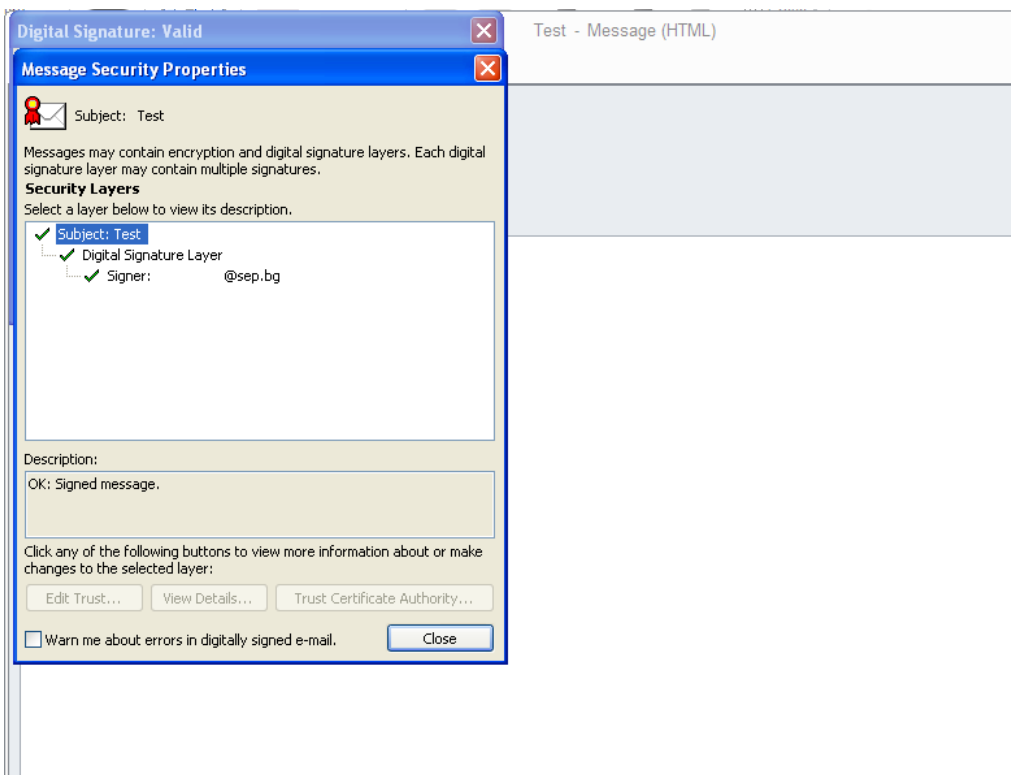 Digital Signature: Valid
Test - Message (HTML)
Message Security Properties
Subject: Test
Messages may contain encryption and digital signature layers. Each digital
signature layer may contain multiple signatures.
Security Layers
Select a layer below to view its description.
Subject: Test
Digital Signature Layer
Signer: @sep.bg
Description:
OK: Signed message.
Click any of the following buttons to view more information about or make
changes to the selected layer:
Edit Trust... View Details... Trust Certificate Authority...
Warn me about errors in digitally signed e-mail. Close